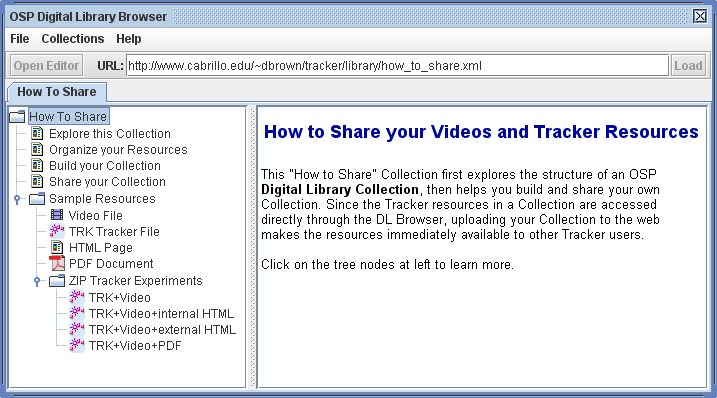 OSP Digital Library Browser
File Collections Help
Open Editor URL: http://www.cabrillo.edu/~dbrown/tracker/library/how_to_share.xml Load
How To Share
How To Share
Explore this Collection
Organize your Resources
Build your Collection
Share your Collection
Sample Resources
Video File
TRK Tracker File
HTML Page
PDF Document
ZIP Tracker Experiments
TRK+Video
TRK+Video+internal HTML
TRK+Video+external HTML
TRK+Video+PDF
How to Share your Videos and Tracker Resources
This "How to Share" Collection first explores the structure of an OSP
Digital Library Collection, then helps you build and share your own
Collection. Since the Tracker resources in a Collection are accessed
directly through the DL Browser, uploading your Collection to the web
makes the resources immediately available to other Tracker users.
Click on the tree nodes at left to learn more.